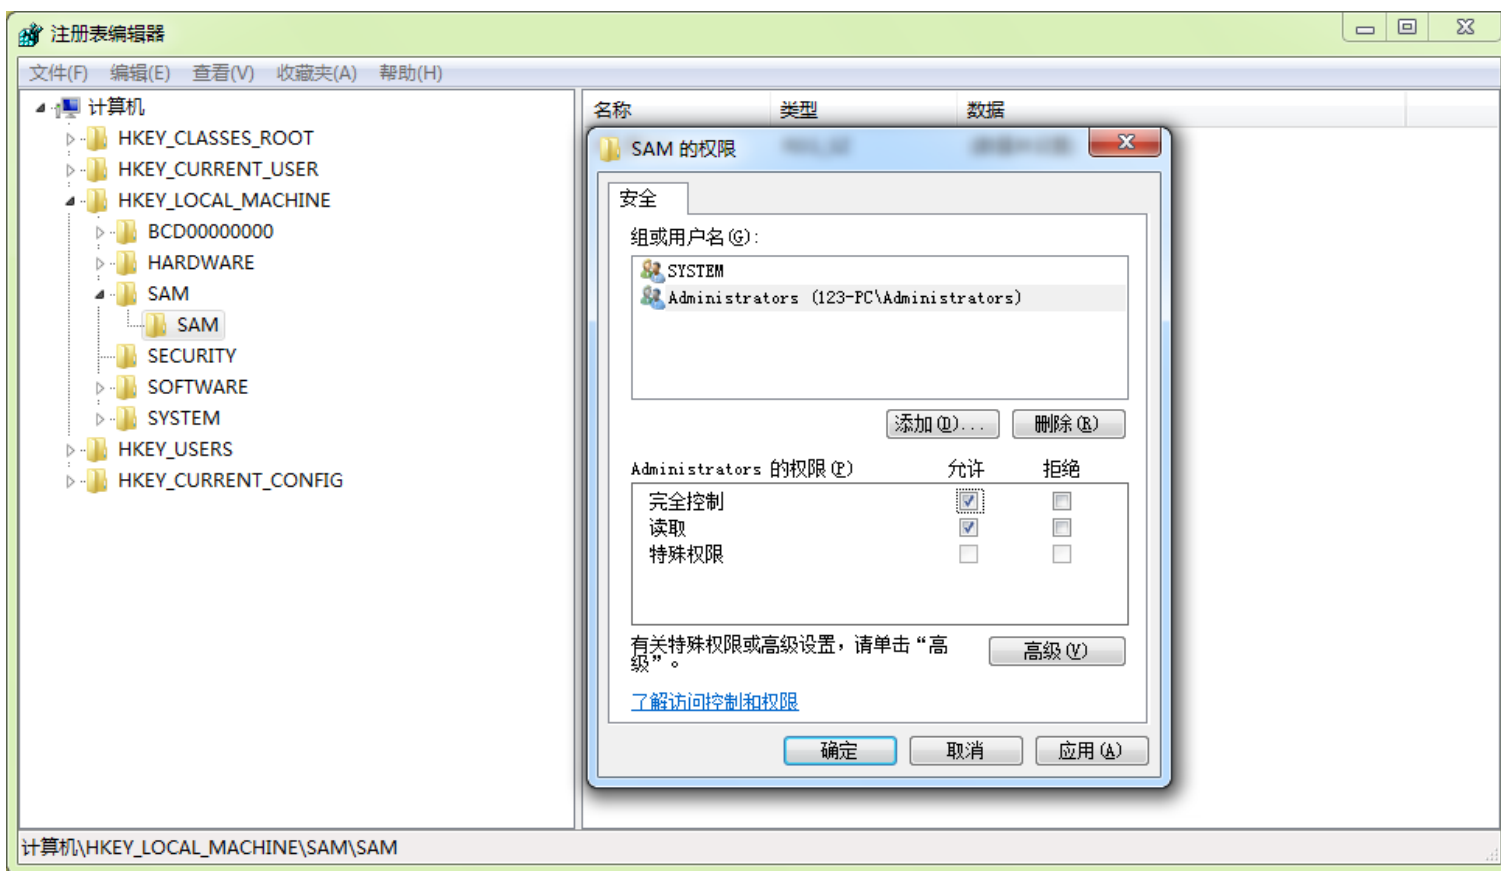 注册表编辑器
文件(F) 编辑(E) 查看(V) 收藏夹(A) 帮助(H)
计算机
HKEY_CLASSES_ROOT
HKEY_CURRENT_USER
HKEY_LOCAL_MACHINE
BCD00000000
HARDWARE
SAM
SAM
SECURITY
SOFTWARE
SYSTEM
HKEY_USERS
HKEY_CURRENT_CONFIG
名称 类型 数据
SAM 的权限
安全
组或用户名(G):
SYSTEM
Administrators (123-PC\Administrators)
添加(D)... 删除(R)
Administrators 的权限(P) 允许 拒绝
完全控制
读取
特殊权限
有关特殊权限或高级设置，请单击“高
级”。
高级(V)
了解访问控制和权限
确定 取消 应用(A)
计算机\HKEY_LOCAL_MACHINE\SAM\SAM